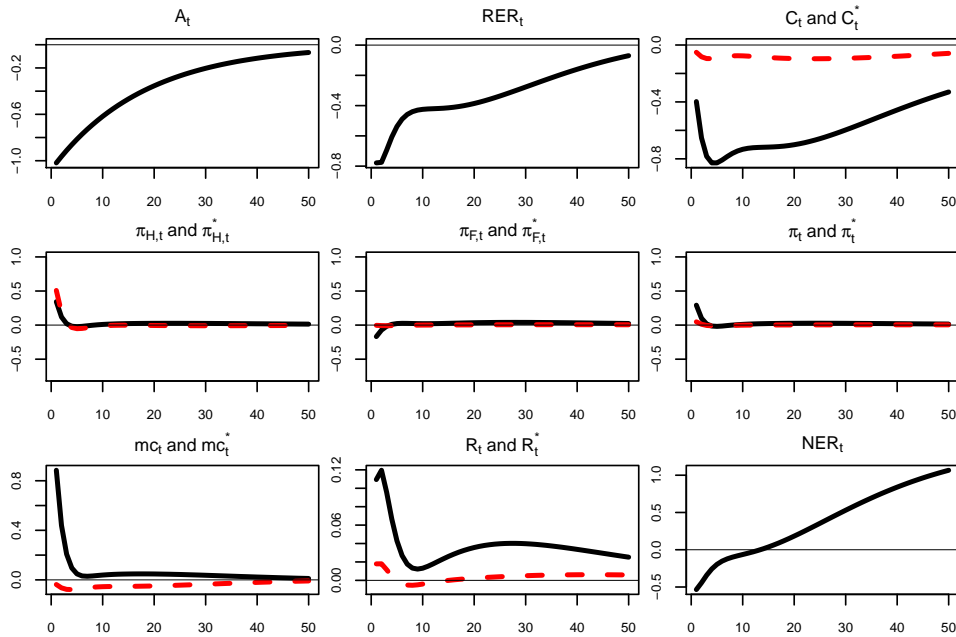 A_t RER_t C_t and C_t^*
-1.0 -0.6 -0.2
0 10 20 30 40 50
-0.8 -0.4 0.0
0 10 20 30 40 50
-0.8 -0.4 0.0
0 10 20 30 40 50
π_{H,t} and π_{H,t}^* π_{F,t} and π_{F,t}^* π_t and π_t^*
-0.5 0.0 0.5 1.0
0 10 20 30 40 50
-0.5 0.0 0.5 1.0
0 10 20 30 40 50
-0.5 0.0 0.5 1.0
0 10 20 30 40 50
mc_t and mc_t^* R_t and R_t^* NER_t
0.0 0.4 0.8
0 10 20 30 40 50
0.00 0.06 0.12
0 10 20 30 40 50
-0.5 0.0 0.5 1.0
0 10 20 30 40 50